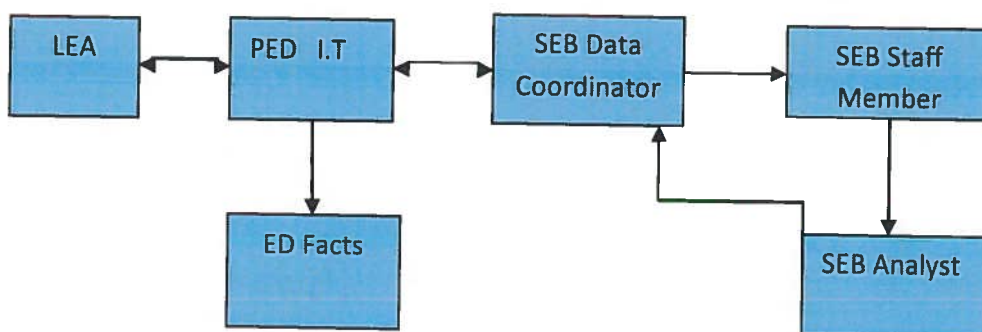 LEA
PED I.T
SEB Data
Coordinator
SEB Staff
Member
ED Facts
SEB Analyst